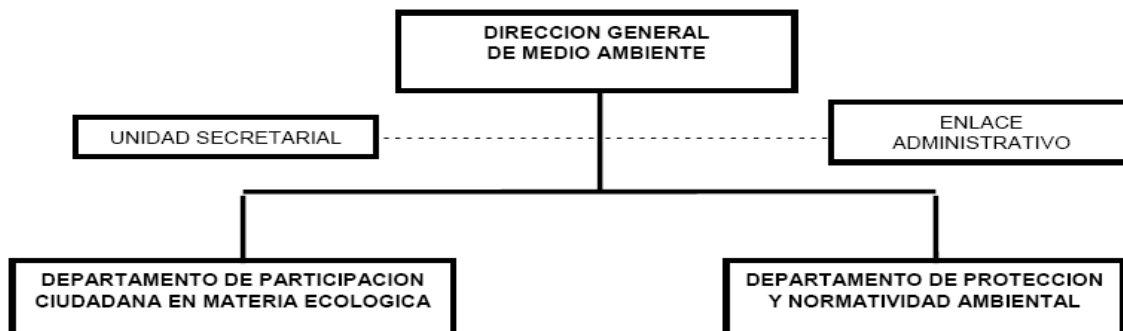 DIRECCION GENERAL
DE MEDIO AMBIENTE
UNIDAD SECRETARIAL
ENLACE
ADMINISTRATIVO
DEPARTAMENTO DE PARTICIPACION
CIUDADANA EN MATERIA ECOLOGICA
DEPARTAMENTO DE PROTECCION
Y NORMATIVIDAD AMBIENTAL